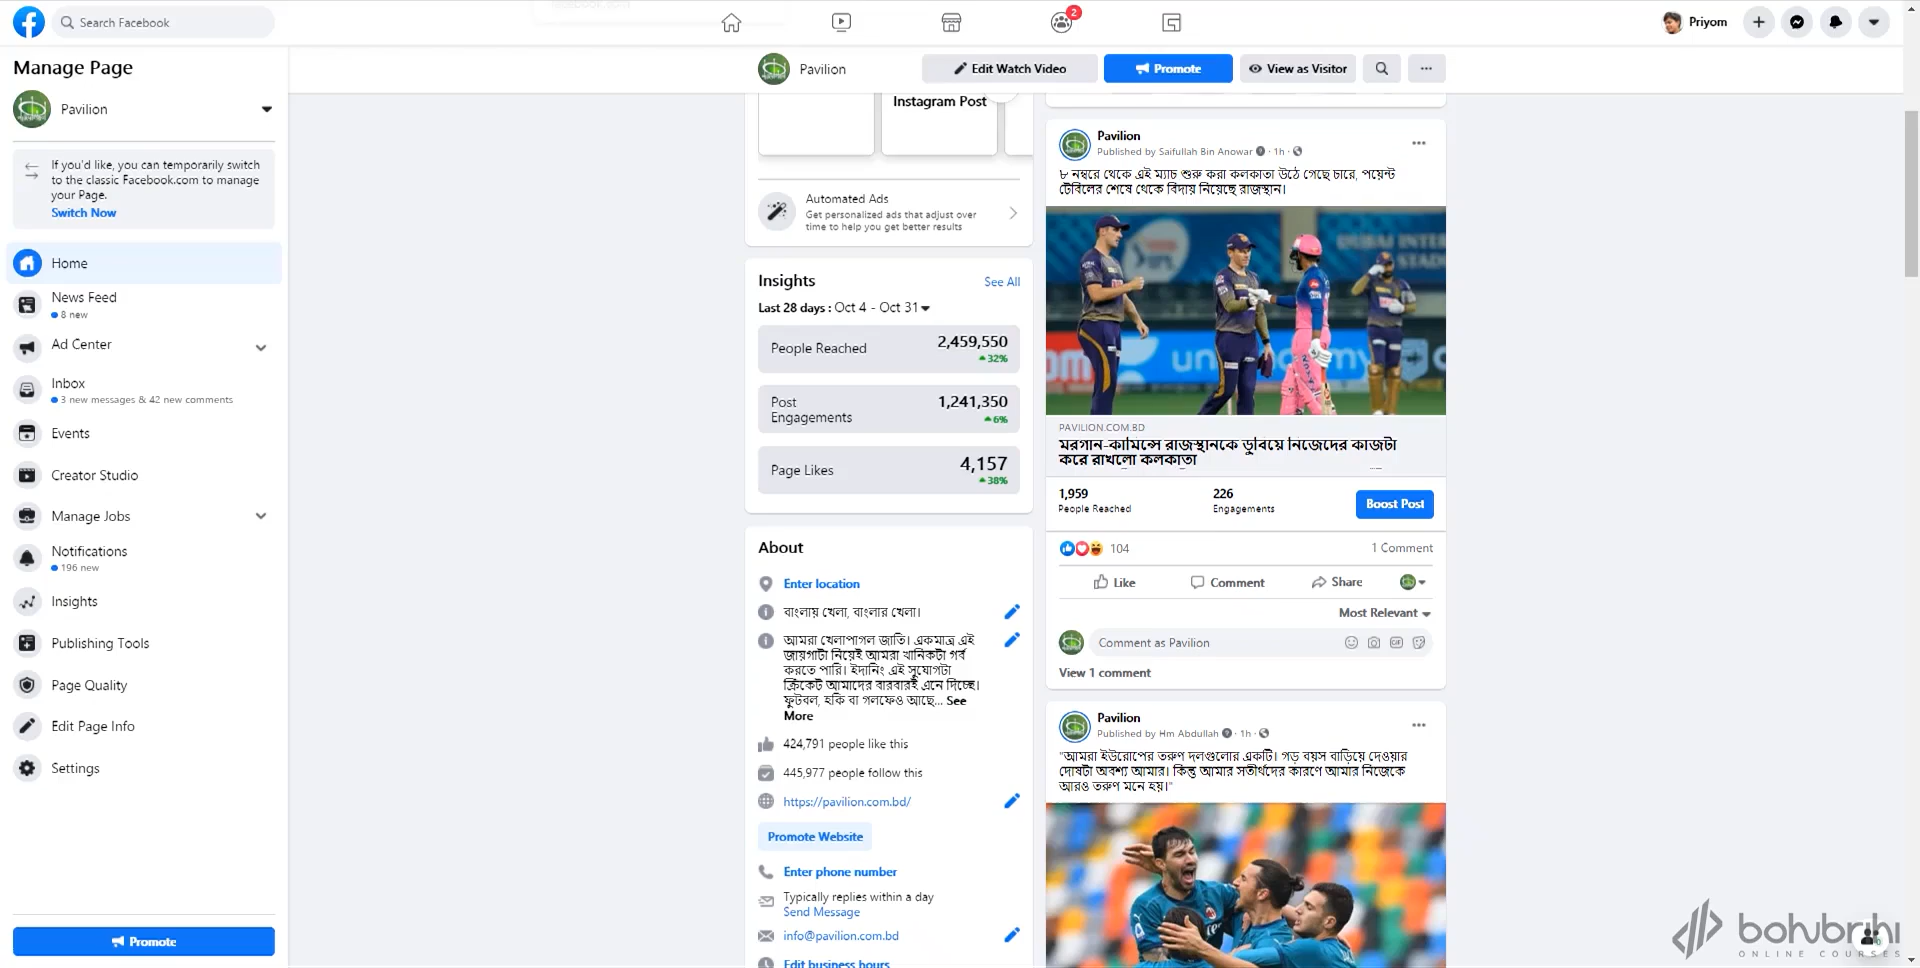 Search Facebook
2
Priyom
Manage Page
Pavilion
If you'd like, you can temporarily switch
to the classic Facebook.com to manage
your Page.
Switch Now
Home
News Feed
8 new
Ad Center
Inbox
3 new messages & 42 new comments
Events
Creator Studio
Manage Jobs
Notifications
196 new
Insights
Publishing Tools
Page Quality
Edit Page Info
Settings
Promote
Pavilion
Edit Watch Video
Promote
View as Visitor
Instagram Post
Automated Ads
Get personalized ads that adjust over
time to help you get better results
Insights
See All
Last 28 days : Oct 4 - Oct 31
People Reached
2,459,550
32%
Post
Engagements
1,241,350
6%
Page Likes
4,157
38%
About
Enter location
বাংলায় খেলা, বাংলার খেলা।
আমরা খেলাপাগল জাতি। একমাত্র এই
জায়গাটা নিয়েই আমরা খানিকটা গর্ব
করতে পারি। ইদানিং এই সুযোগটা
ক্রিকেট আমাদের বারবারই এনে দিচ্ছে।
ফুটবল, হকি বা গলফেও আছে... See
More
424,791 people like this
445,977 people follow this
https://pavilion.com.bd/
Promote Website
Enter phone number
Typically replies within a day
Send Message
info@pavilion.com.bd
Edit business hours
Pavilion
Published by Saifullah Bin Anowar · 1h ·
৮ নম্বরে থেকে এই ম্যাচ শুরু করা কলকাতা উঠে গেছে চারে, পয়েন্ট
টেবিলের শেষে থেকে বিদায় নিয়েছে রাজস্থান।
PAVILION.COM.BD
মরগান-কামিন্সে রাজস্থানকে ডুবিয়ে নিজেদের কাজটা
করে রাখলো কলকাতা
1,959
People Reached
226
Engagements
Boost Post
104
1 Comment
Like
Comment
Share
Most Relevant
Comment as Pavilion
View 1 comment
Pavilion
Published by Hm Abdullah · 1h ·
"আমরা ইউরোপের তরুণ দলগুলোর একটি। গড় বয়স বাড়িয়ে দেওয়ার
দোষটা অবশ্য আমার। কিন্তু আমার সতীর্থদের কারণে আমার নিজেকে
আরও তরুণ মনে হয়।"
bohubrihi
ONLINE COURSES